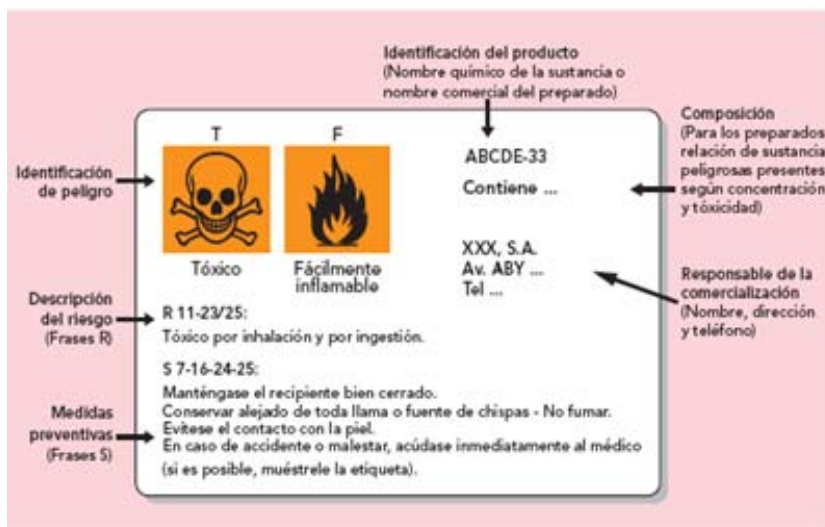 Identificación del producto
(Nombre químico de la sustancia o
nombre comercial del preparado)
Composición
(Para los preparados
relación de sustancia
peligrosas presentes
según concentración
y tóxicidad)
Identificación
de peligro
T
F
Tóxico
Fácilmente
inflamable
ABCDE-33
Contiene ...
XXX, S.A.
Av. ABY ...
Tel ...
Responsable de la
comercialización
(Nombre, dirección
y teléfono)
Descripción
del riesgo
(Frases R)
R 11-23/25:
Tóxico por inhalación y por ingestión.
S 7-16-24-25:
Manténgase el recipiente bien cerrado.
Conservar alejado de toda llama o fuente de chispas - No fumar.
Evítese el contacto con la piel.
En caso de accidente o malestar, acúdase inmediatamente al médico
(si es posible, muéstrele la etiqueta).
Medidas
preventivas
(Frases S)